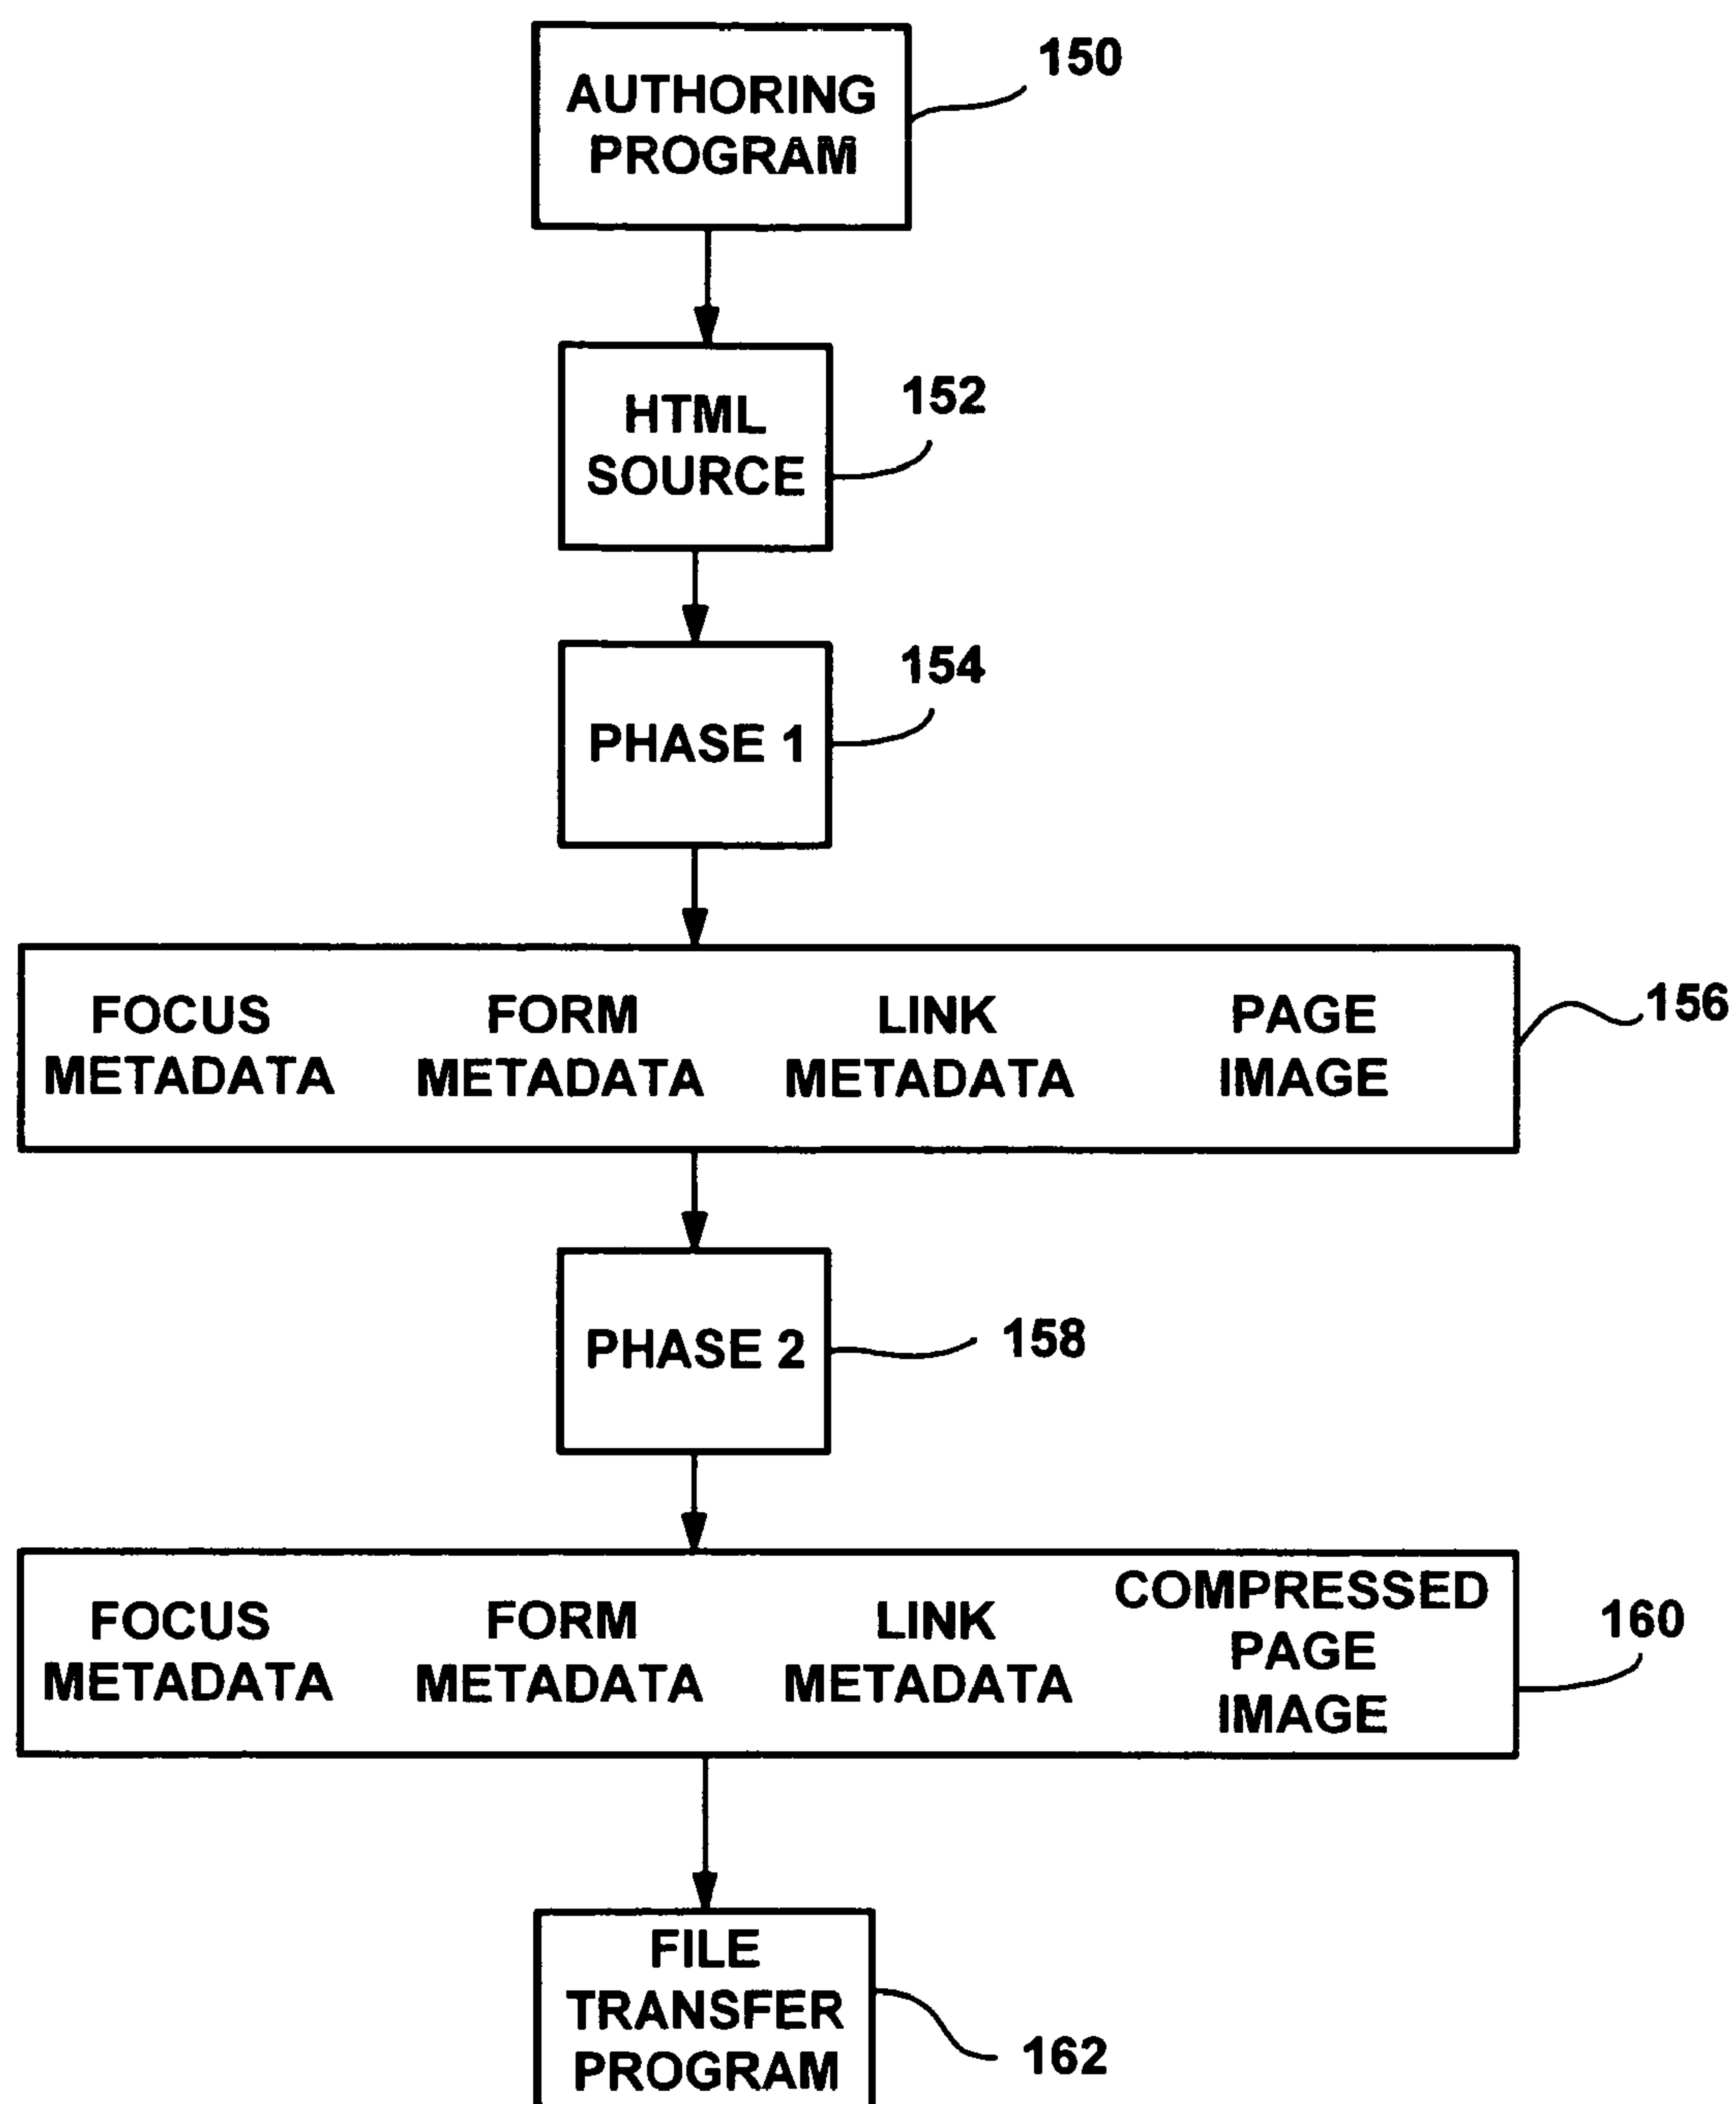 AUTHORING
PROGRAM
150
HTML
SOURCE
152
PHASE 1
154
FOCUS
METADATA
FORM
METADATA
LINK
METADATA
PAGE
IMAGE
156
PHASE 2
158
FOCUS
METADATA
FORM
METADATA
LINK
METADATA
COMPRESSED
PAGE
IMAGE
160
FILE
TRANSFER
PROGRAM
162